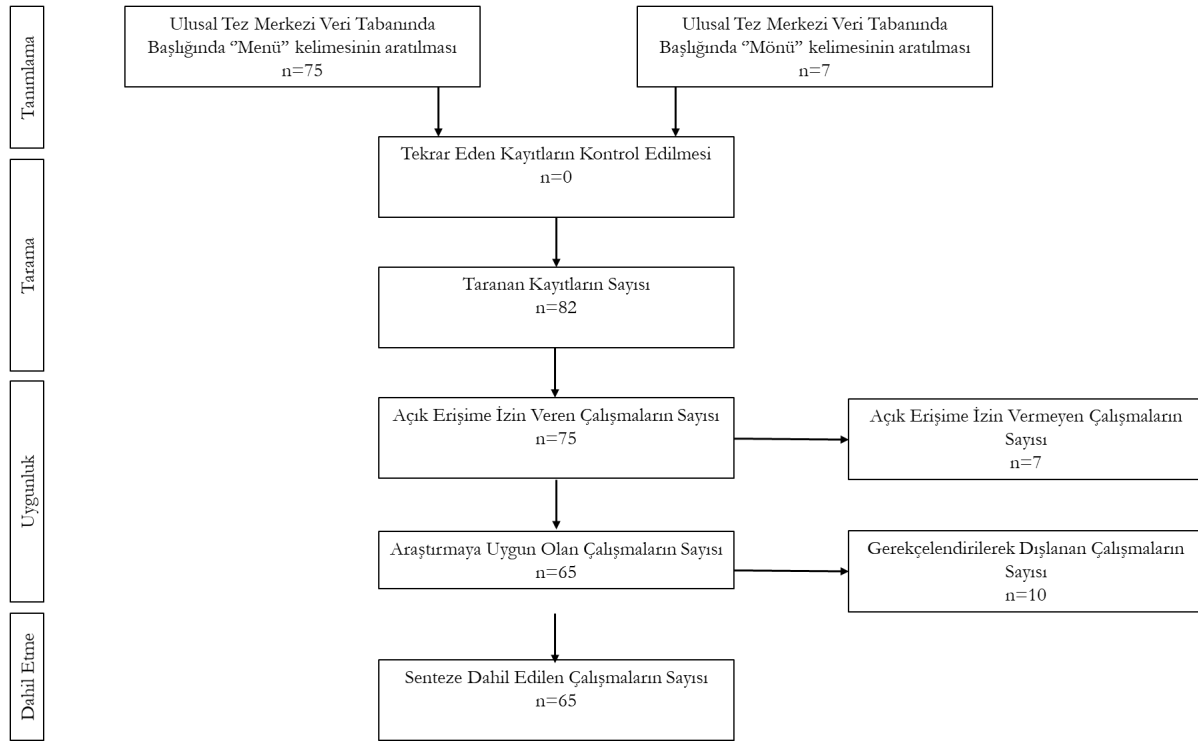 Tanımlama
Ulusal Tez Merkezi Veri Tabanında
Başlığında “Menü” kelimesinin aratılması
n=75
Ulusal Tez Merkezi Veri Tabanında
Başlığında “Mönü” kelimesinin aratılması
n=7
Tekrar Eden Kayıtların Kontrol Edilmesi
n=0
Tarama
Taranan Kayıtların Sayısı
n=82
Uygunluk
Açık Erişime İzin Veren Çalışmaların Sayısı
n=75
Açık Erişime İzin Vermeyen Çalışmaların
Sayısı
n=7
Araştırmaya Uygun Olan Çalışmaların Sayısı
n=65
Gerekçelendirilerek Dışlanan Çalışmaların
Sayısı
n=10
Dahil Etme
Senteze Dahil Edilen Çalışmaların Sayısı
n=65